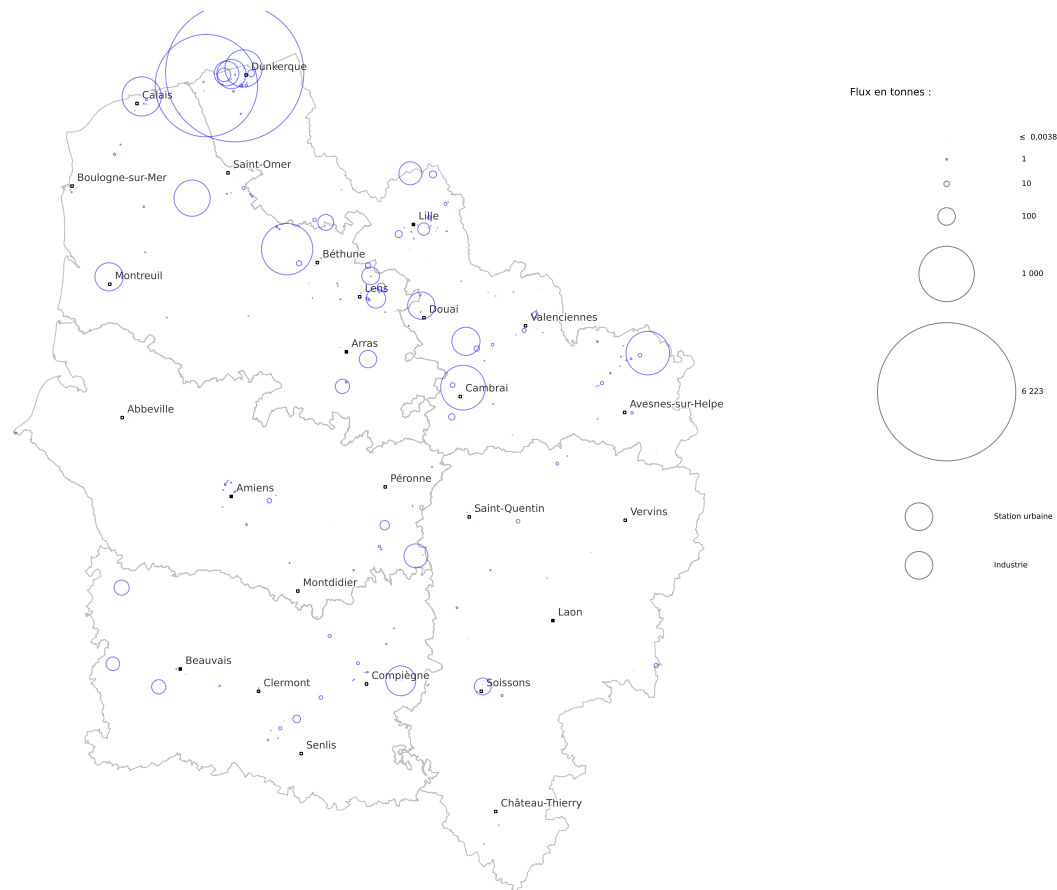 Dunkerque
Calais
Saint-Omer
Boulogne-sur-Mer
Lille
Béthune
Montreuil
Lens
Douai
Valenciennes
Arras
Cambrai
Avesnes-sur-Helpe
Abbeville
Péronne
Amiens
Saint-Quentin
Vervins
Montdidier
Laon
Beauvais
Compiègne
Clermont
Soissons
Senlis
Château-Thierry
Flux en tonnes :
≤ 0,0038
1
10
100
1 000
6 223
Station urbaine
Industrie